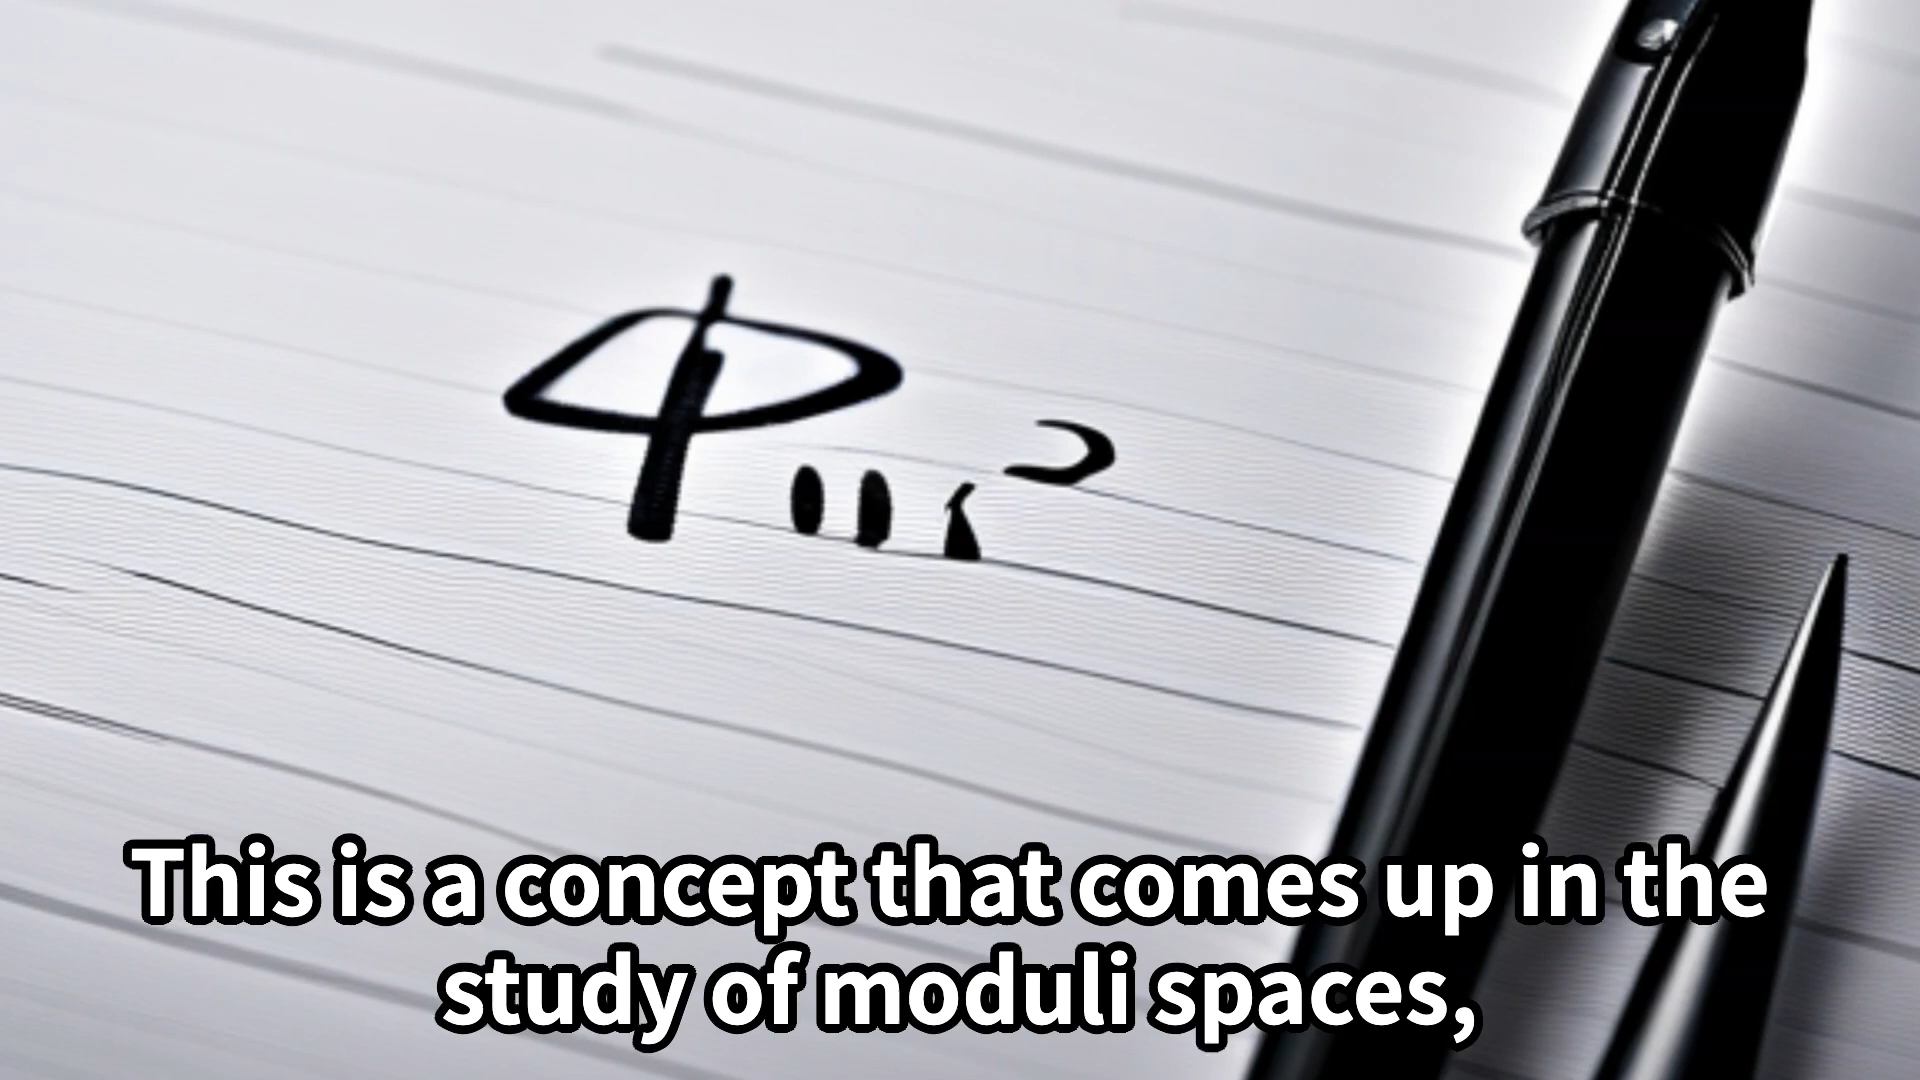 This is a concept that comes up in the
study of moduli spaces,